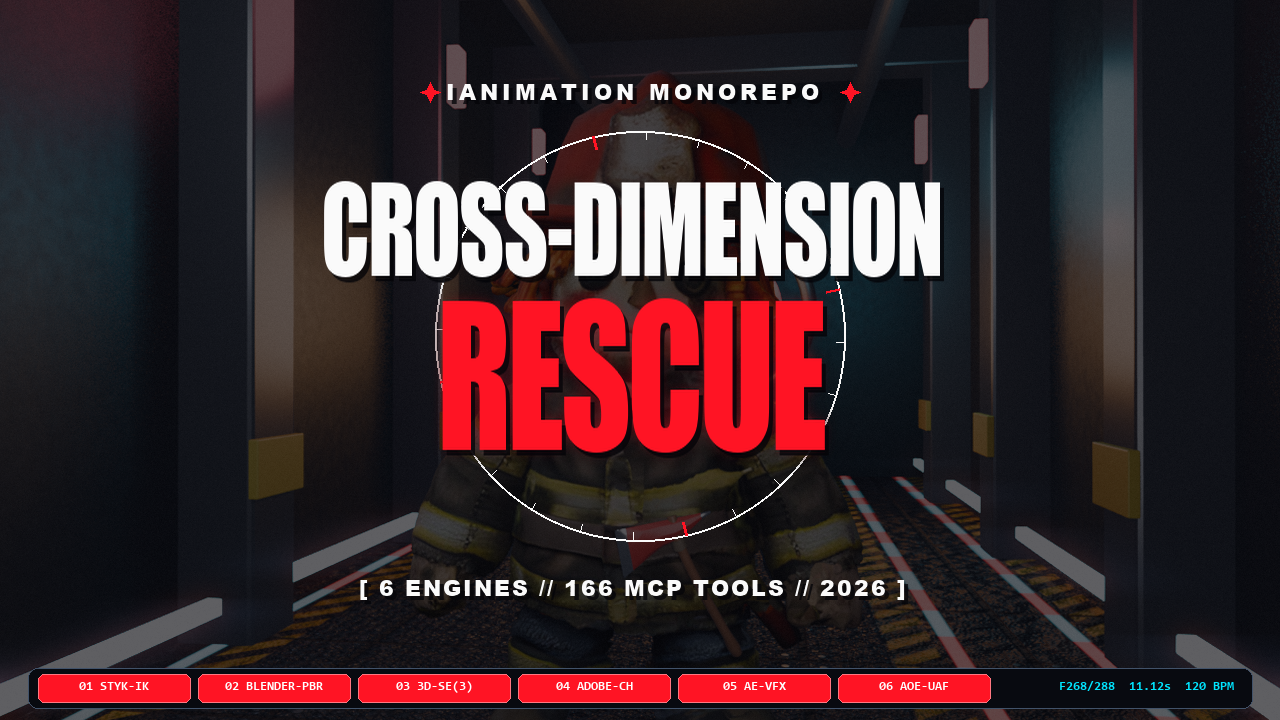 IANIMATION MONOREPO
CROSS-DIMENSION
RESCUE
[ 6 ENGINES // 166 MCP TOOLS // 2026 ]
01 STYK-IK 02 BLENDER-PBR 03 3D-SE(3) 04 ADOBE-CH 05 AE-VFX 06 AOE-UAF F268/288 11.12s 120 BPM